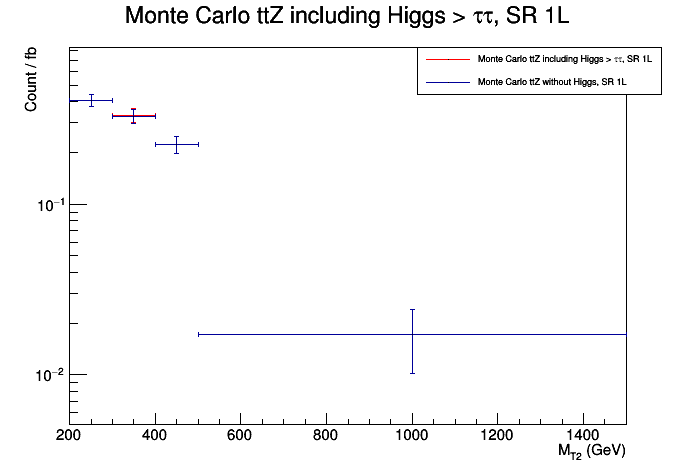 Monte Carlo ttZ including Higgs > ττ, SR 1L
Count / fb
Monte Carlo ttZ including Higgs > ττ, SR 1L
Monte Carlo ttZ without Higgs, SR 1L
10⁻¹
10⁻²
200 400 600 800 1000 1200 1400
M_T2 (GeV)